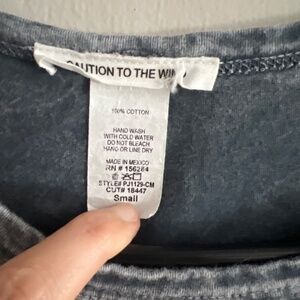 CAUTION TO THE WIND
100% COTTON
HAND WASH
WITH COLD WATER
DO NOT BLEACH
HANG OR LINE DRY
MADE IN MEXICO
RN # 156284
STYLE# PJ1129-CM
CUT# 18447
Small